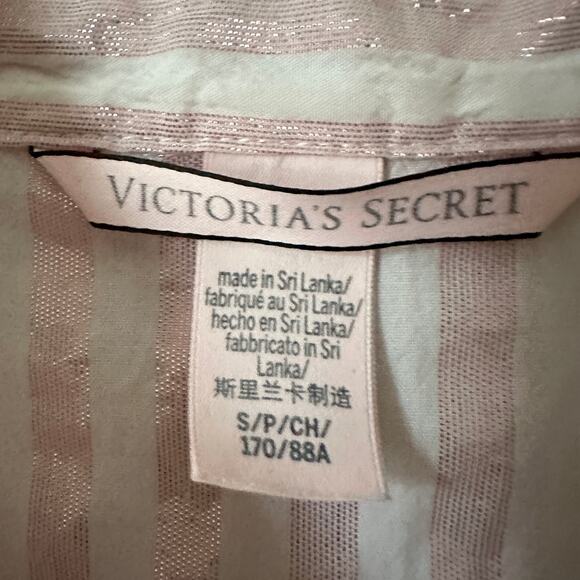 VICTORIA'S SECRET
made in Sri Lanka/
fabriqué au Sri Lanka/
hecho en Sri Lanka/
fabbricato in Sri
Lanka/
斯里兰卡制造
S/P/CH/
170/88A